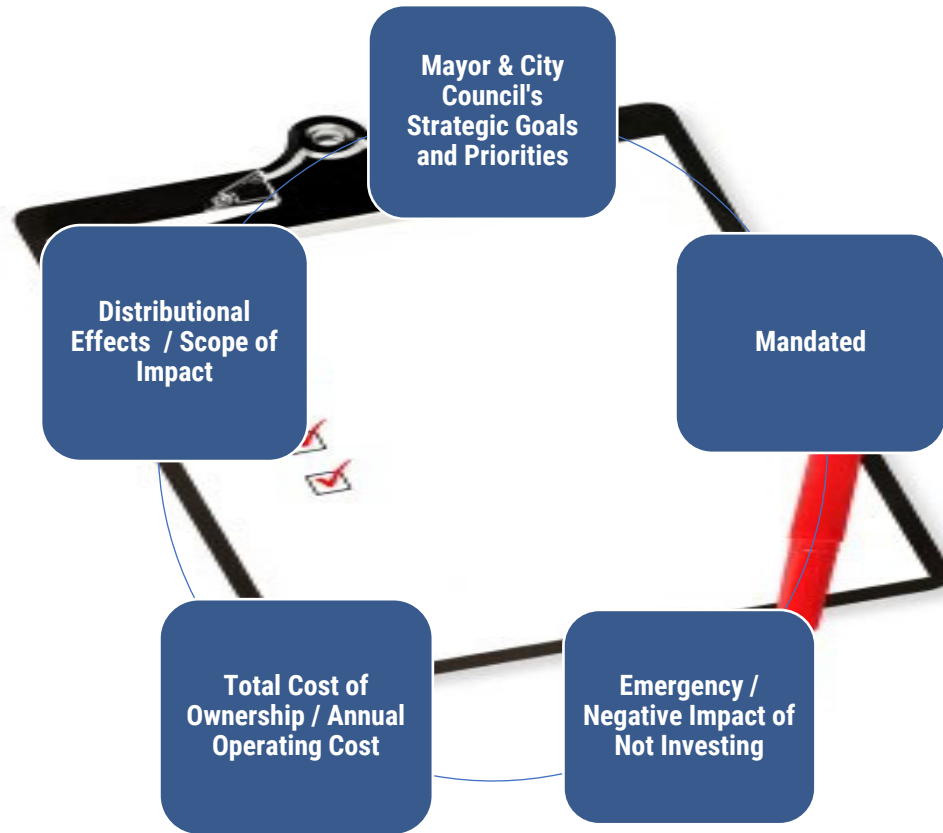 Mayor & City
Council's
Strategic Goals
and Priorities
Distributional
Effects / Scope of
Impact
Mandated
Total Cost of
Ownership / Annual
Operating Cost
Emergency /
Negative Impact of
Not Investing